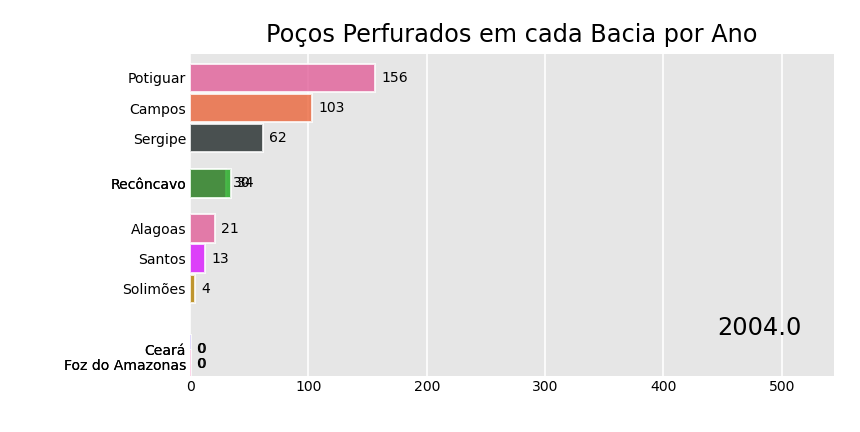 Poços Perfurados em cada Bacia por Ano
Potiguar 156
Campos 103
Sergipe 62
Recôncavo 34
Alagoas 21
Santos 13
Solimões 4
2004.0
Ceará 0
Foz do Amazonas 0
0 100 200 300 400 500